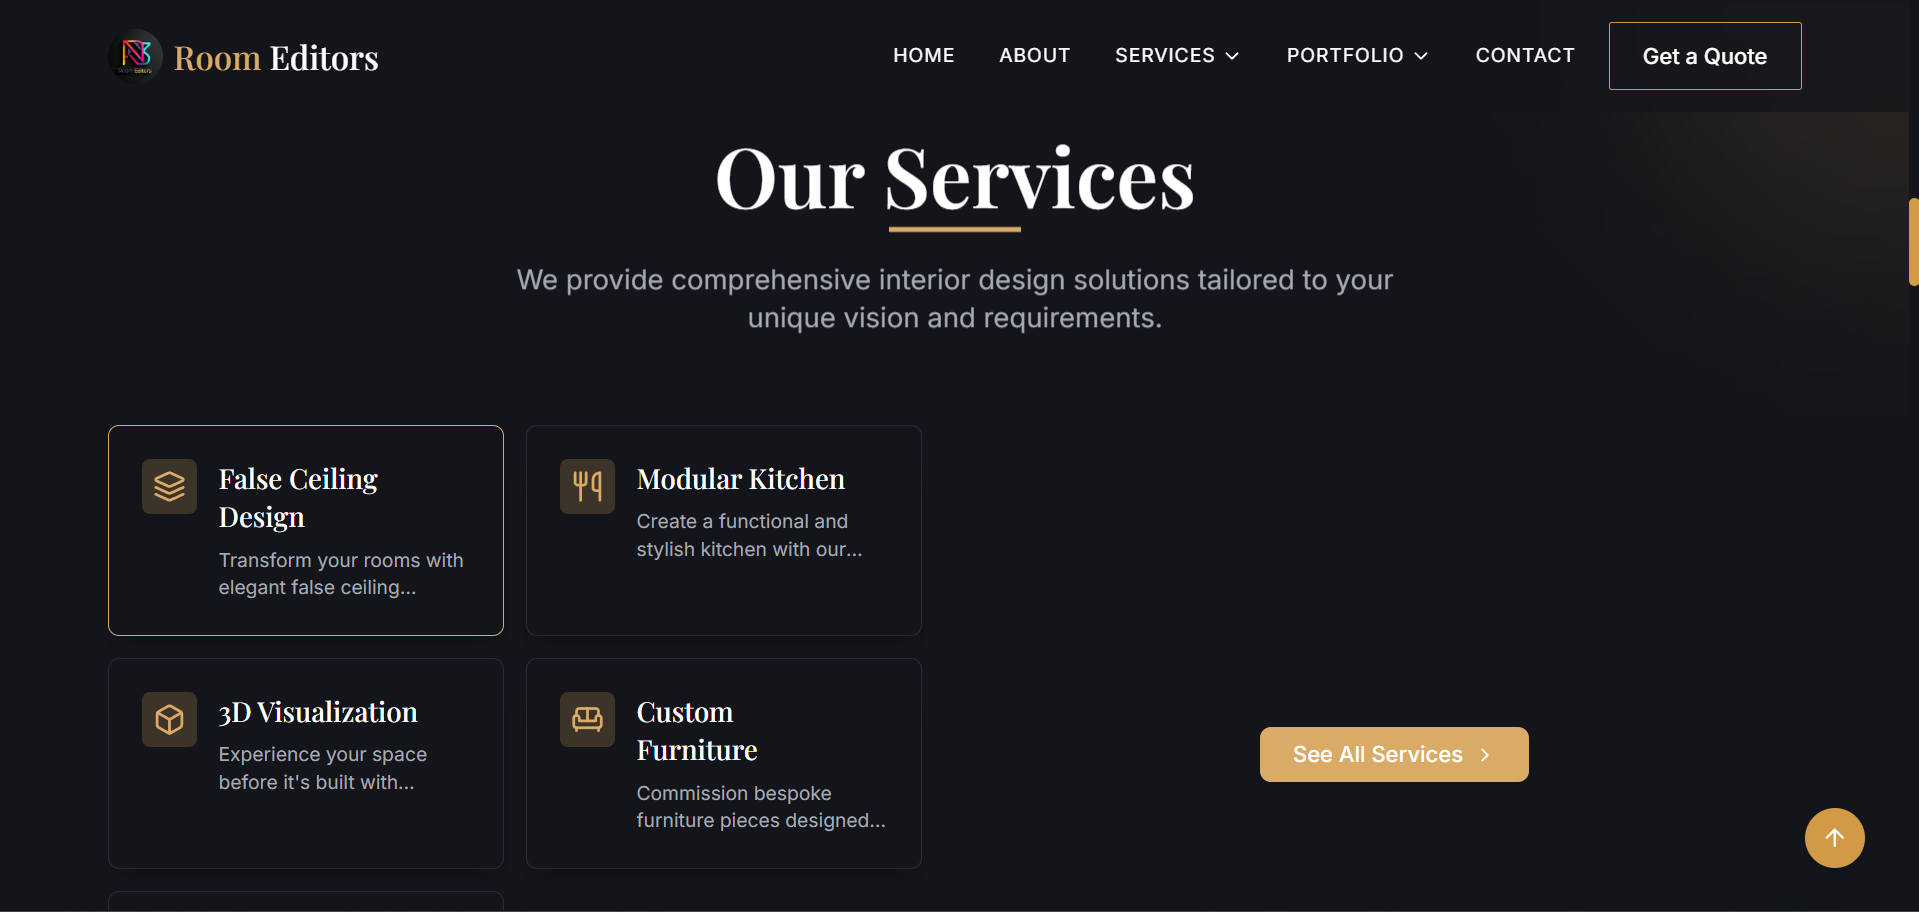 Room Editors
HOME
ABOUT
SERVICES
PORTFOLIO
CONTACT
Get a Quote
Our Services
We provide comprehensive interior design solutions tailored to your
unique vision and requirements.
False Ceiling
Design
Transform your rooms with
elegant false ceiling...
Modular Kitchen
Create a functional and
stylish kitchen with our...
3D Visualization
Experience your space
before it's built with...
Custom
Furniture
Commission bespoke
furniture pieces designed...
See All Services